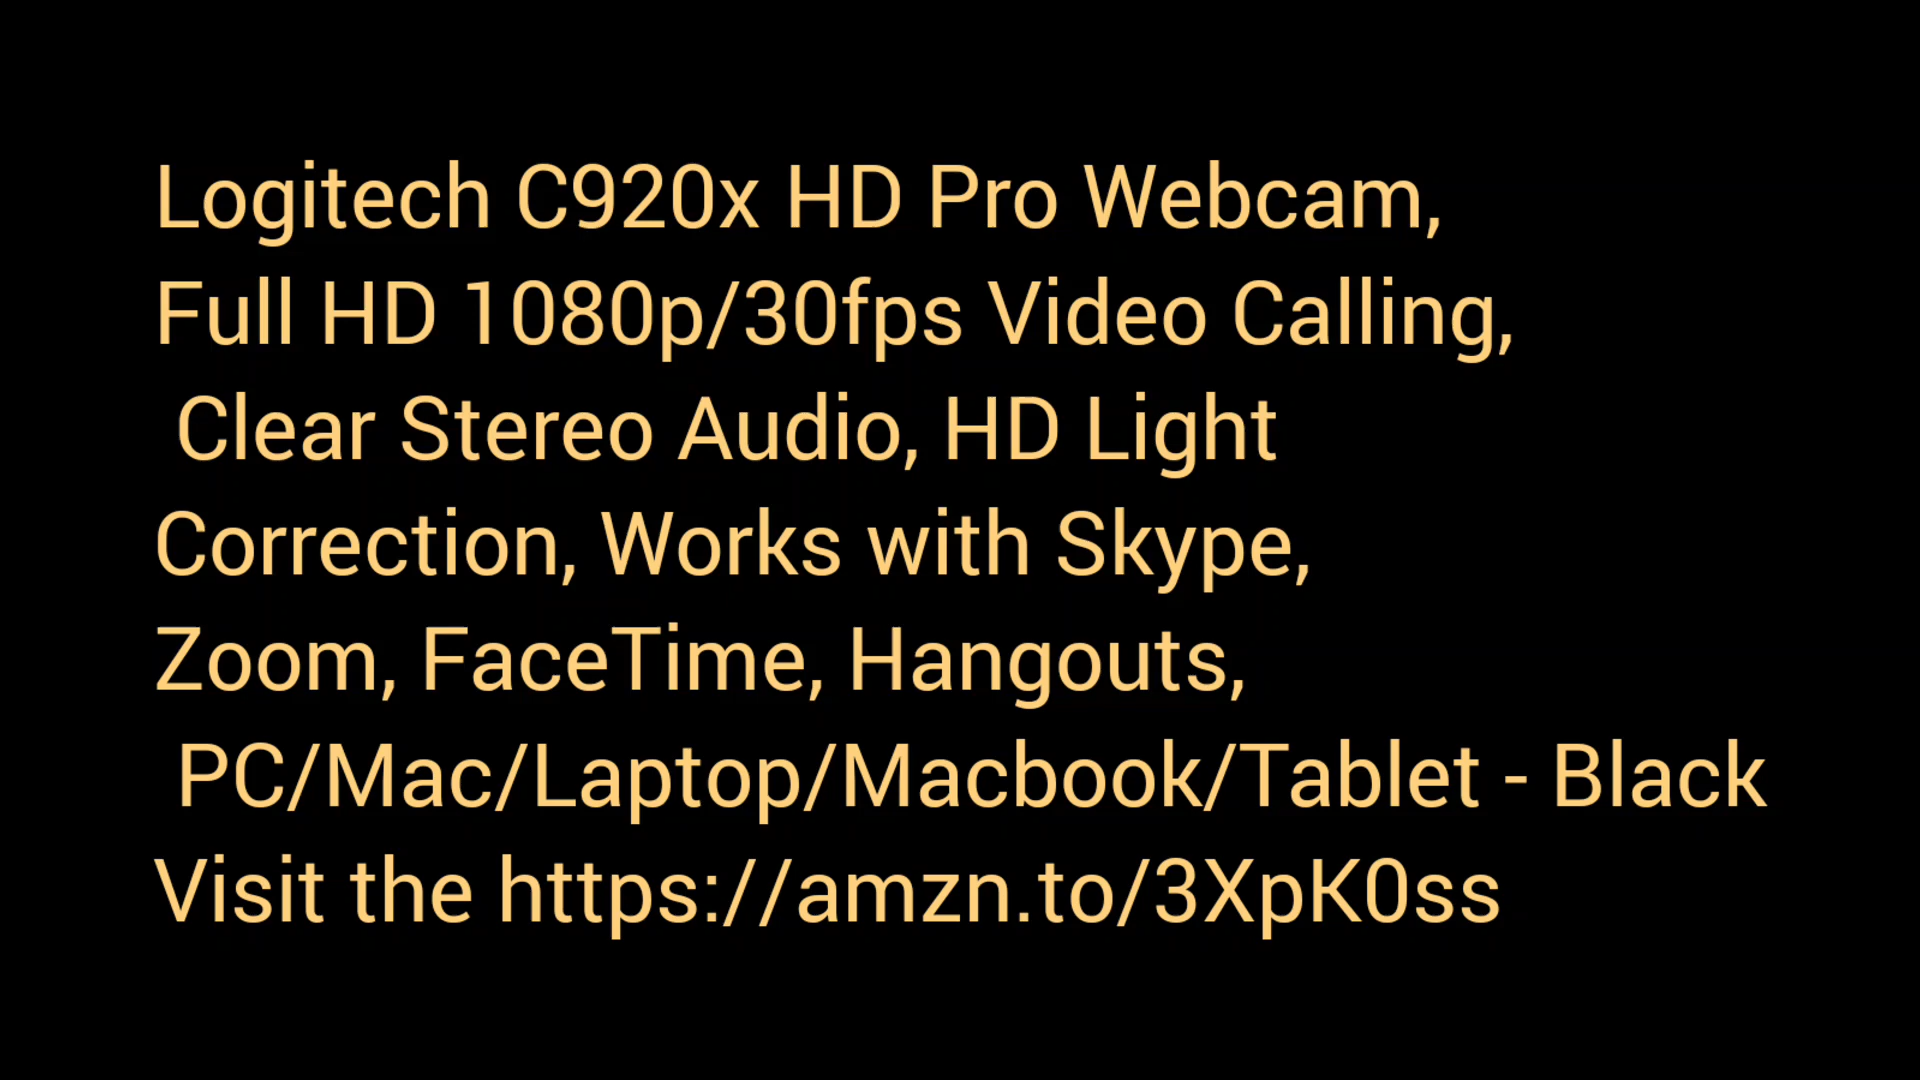 Logitech C920x HD Pro Webcam,
Full HD 1080p/30fps Video Calling,
Clear Stereo Audio, HD Light
Correction, Works with Skype,
Zoom, FaceTime, Hangouts,
PC/Mac/Laptop/Macbook/Tablet - Black
Visit the https://amzn.to/3XpK0ss